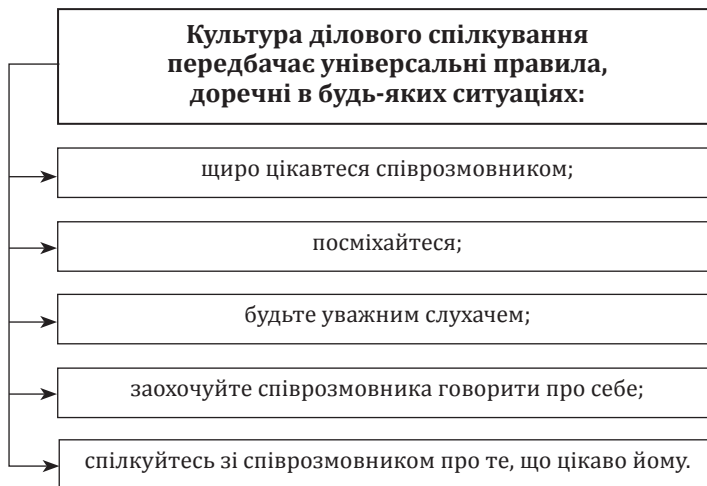 Культура ділового спілкування
передбачає універсальні правила,
доречні в будь-яких ситуаціях:
щиро цікавтеся співрозмовником;
посміхайтеся;
будьте уважним слухачем;
заохочуйте співрозмовника говорити про себе;
спілкуйтесь зі співрозмовником про те, що цікаво йому.